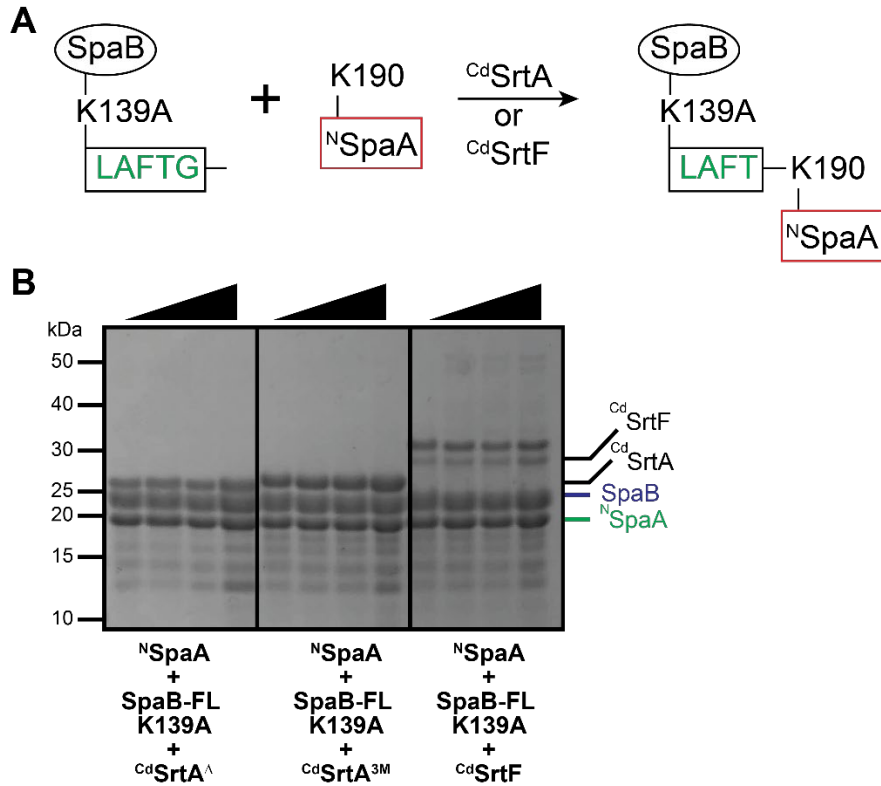 A
SpaB
K139A
LAFTG
+
K190
ᴺSpaA
ᶜᵈSrtA
or
ᶜᵈSrtF
SpaB
K139A
LAFT
K190
ᴺSpaA
B
kDa
50
40
30
25
20
15
10
ᶜᵈSrtF
ᶜᵈSrtA
SpaB
ᴺSpaA
ᴺSpaA
+
SpaB-FL
K139A
+
ᶜᵈSrtA^Δ
ᴺSpaA
+
SpaB-FL
K139A
+
ᶜᵈSrtA³ᴹ
ᴺSpaA
+
SpaB-FL
K139A
+
ᶜᵈSrtF